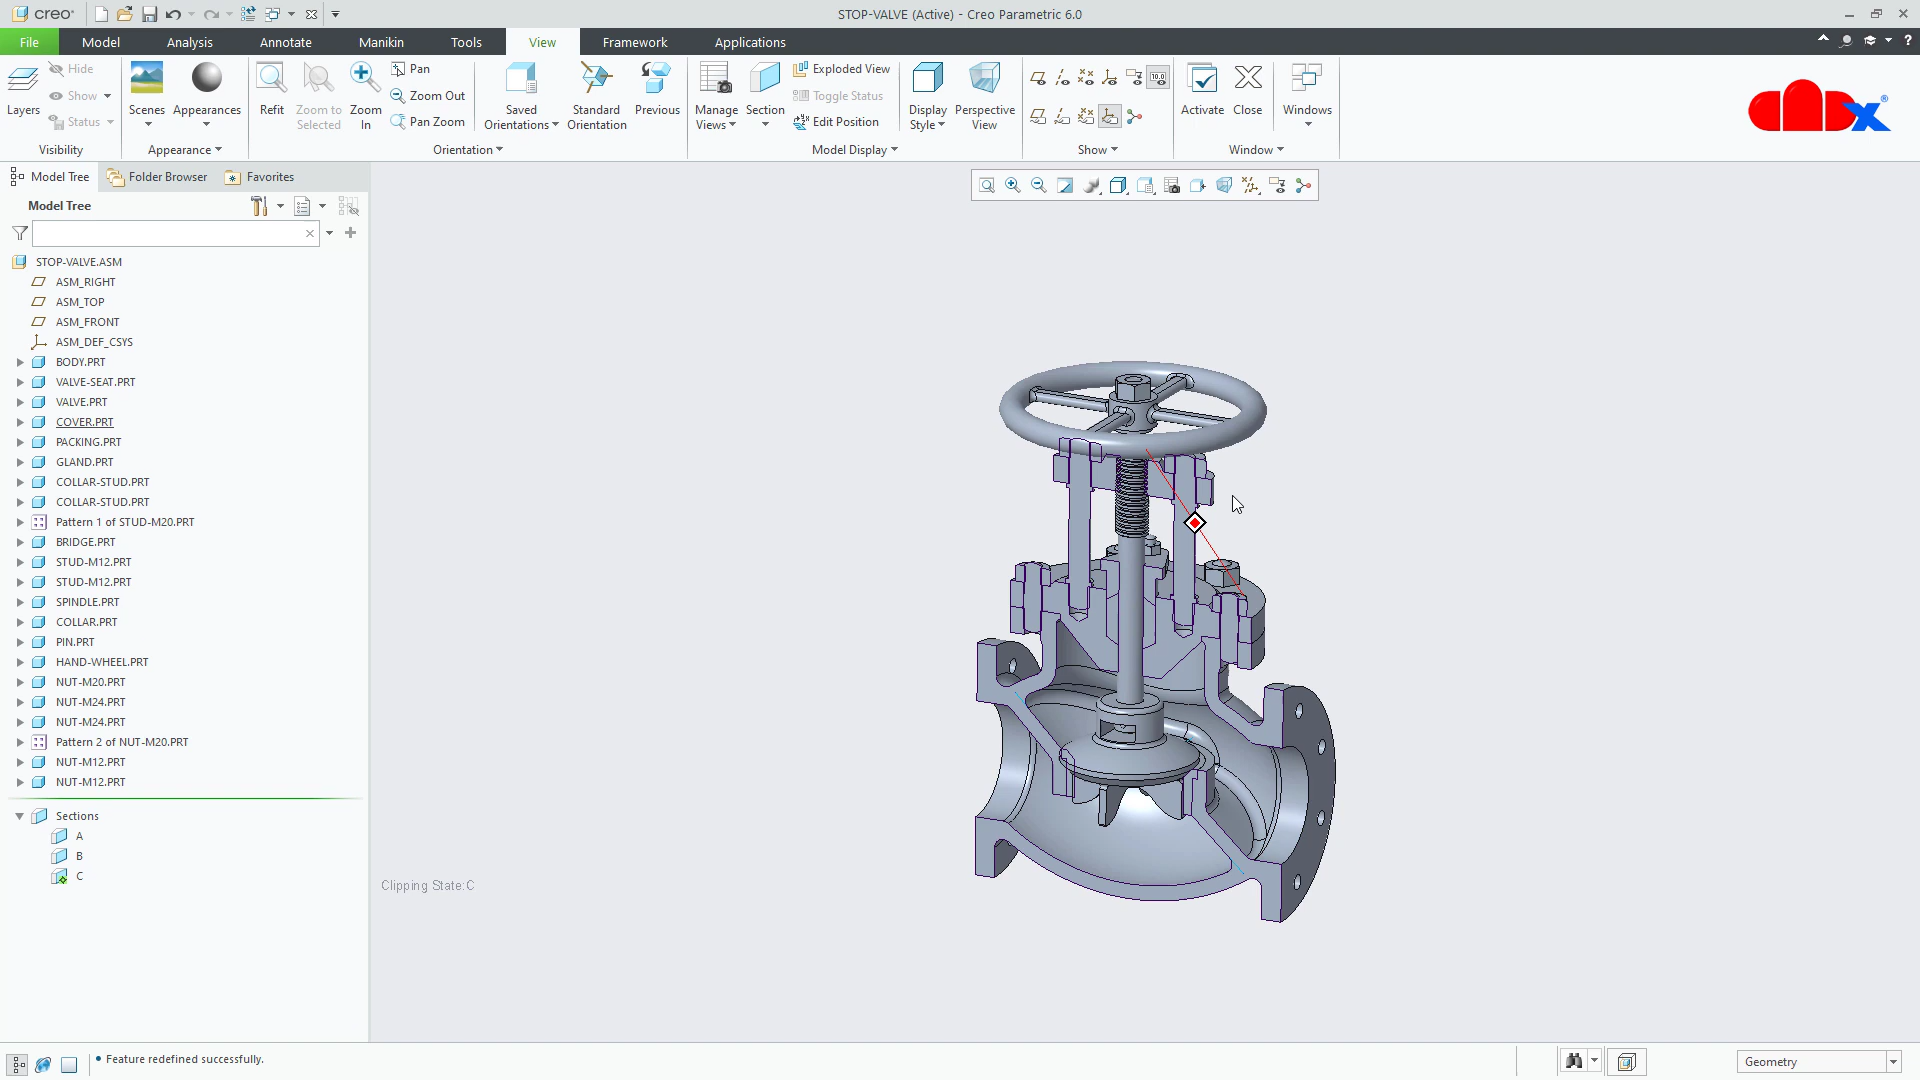 creo®
STOP-VALVE (Active) - Creo Parametric 6.0
File Model Analysis Annotate Manikin Tools View Framework Applications
Layers
Hide
Show
Status
Visibility
Scenes
Appearances
Appearance
Refit
Zoom to Selected
Zoom In
Pan
Zoom Out
Pan Zoom
Saved Orientations
Standard Orientation
Previous
Orientation
Manage Views
Section
Exploded View
Toggle Status
Edit Position
Model Display
Display Style
Perspective View
10.0
Show
Activate
Close
Windows
Window
CADX®
Model Tree Folder Browser Favorites
Model Tree
STOP-VALVE.ASM
ASM_RIGHT
ASM_TOP
ASM_FRONT
ASM_DEF_CSYS
BODY.PRT
VALVE-SEAT.PRT
VALVE.PRT
COVER.PRT
PACKING.PRT
GLAND.PRT
COLLAR-STUD.PRT
COLLAR-STUD.PRT
Pattern 1 of STUD-M20.PRT
BRIDGE.PRT
STUD-M12.PRT
STUD-M12.PRT
SPINDLE.PRT
COLLAR.PRT
PIN.PRT
HAND-WHEEL.PRT
NUT-M20.PRT
NUT-M24.PRT
NUT-M24.PRT
Pattern 2 of NUT-M20.PRT
NUT-M12.PRT
NUT-M12.PRT
Sections
A
B
C
Clipping State:C
• Feature redefined successfully.
Geometry